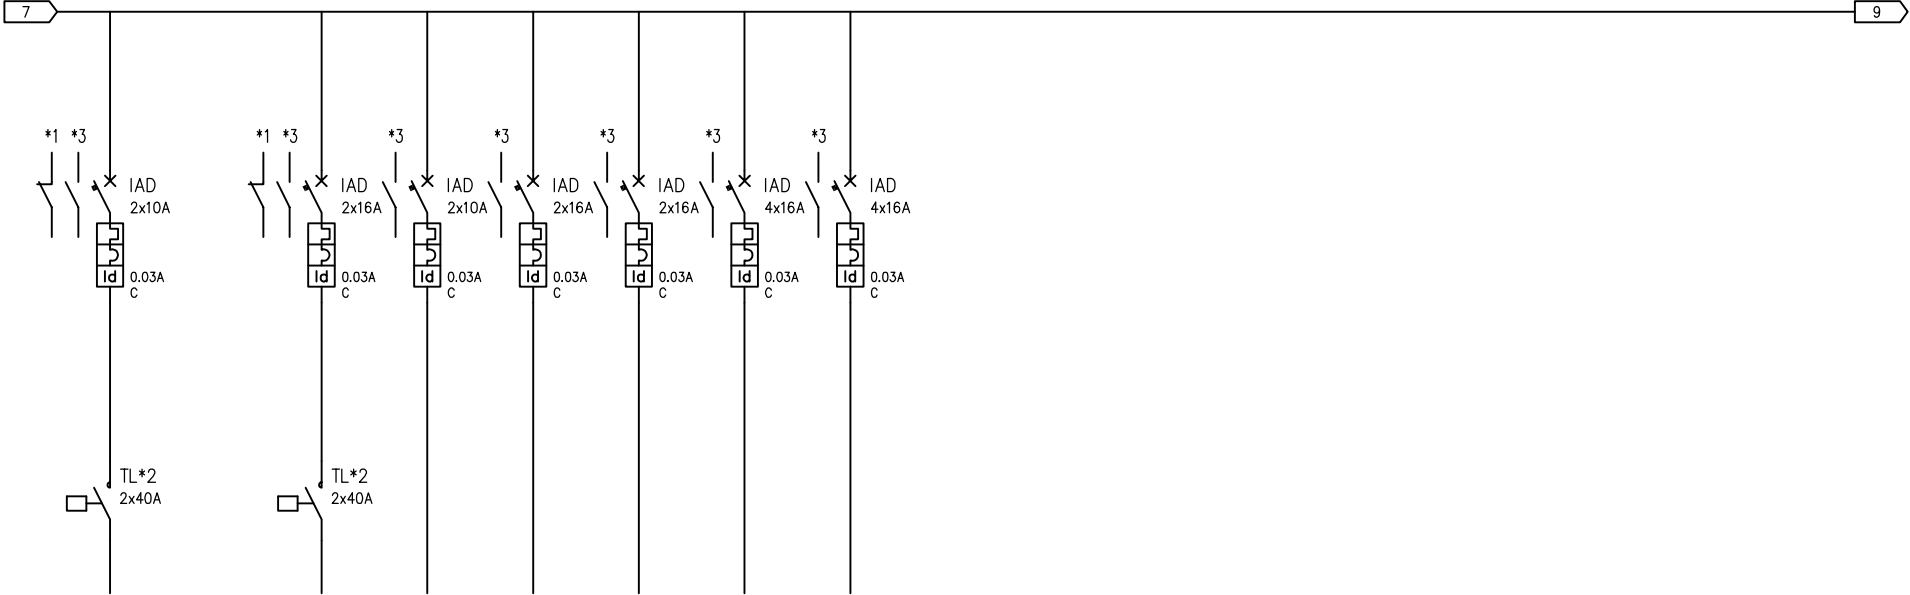 7
9
*1 *3
*1 *3
*3
*3
*3
*3
*3
IAD
2x10A
IAD
2x16A
IAD
2x10A
IAD
2x16A
IAD
2x16A
IAD
4x16A
IAD
4x16A
Id 0.03A
C
Id 0.03A
C
Id 0.03A
C
Id 0.03A
C
Id 0.03A
C
Id 0.03A
C
Id 0.03A
C
TL*2
2x40A
TL*2
2x40A